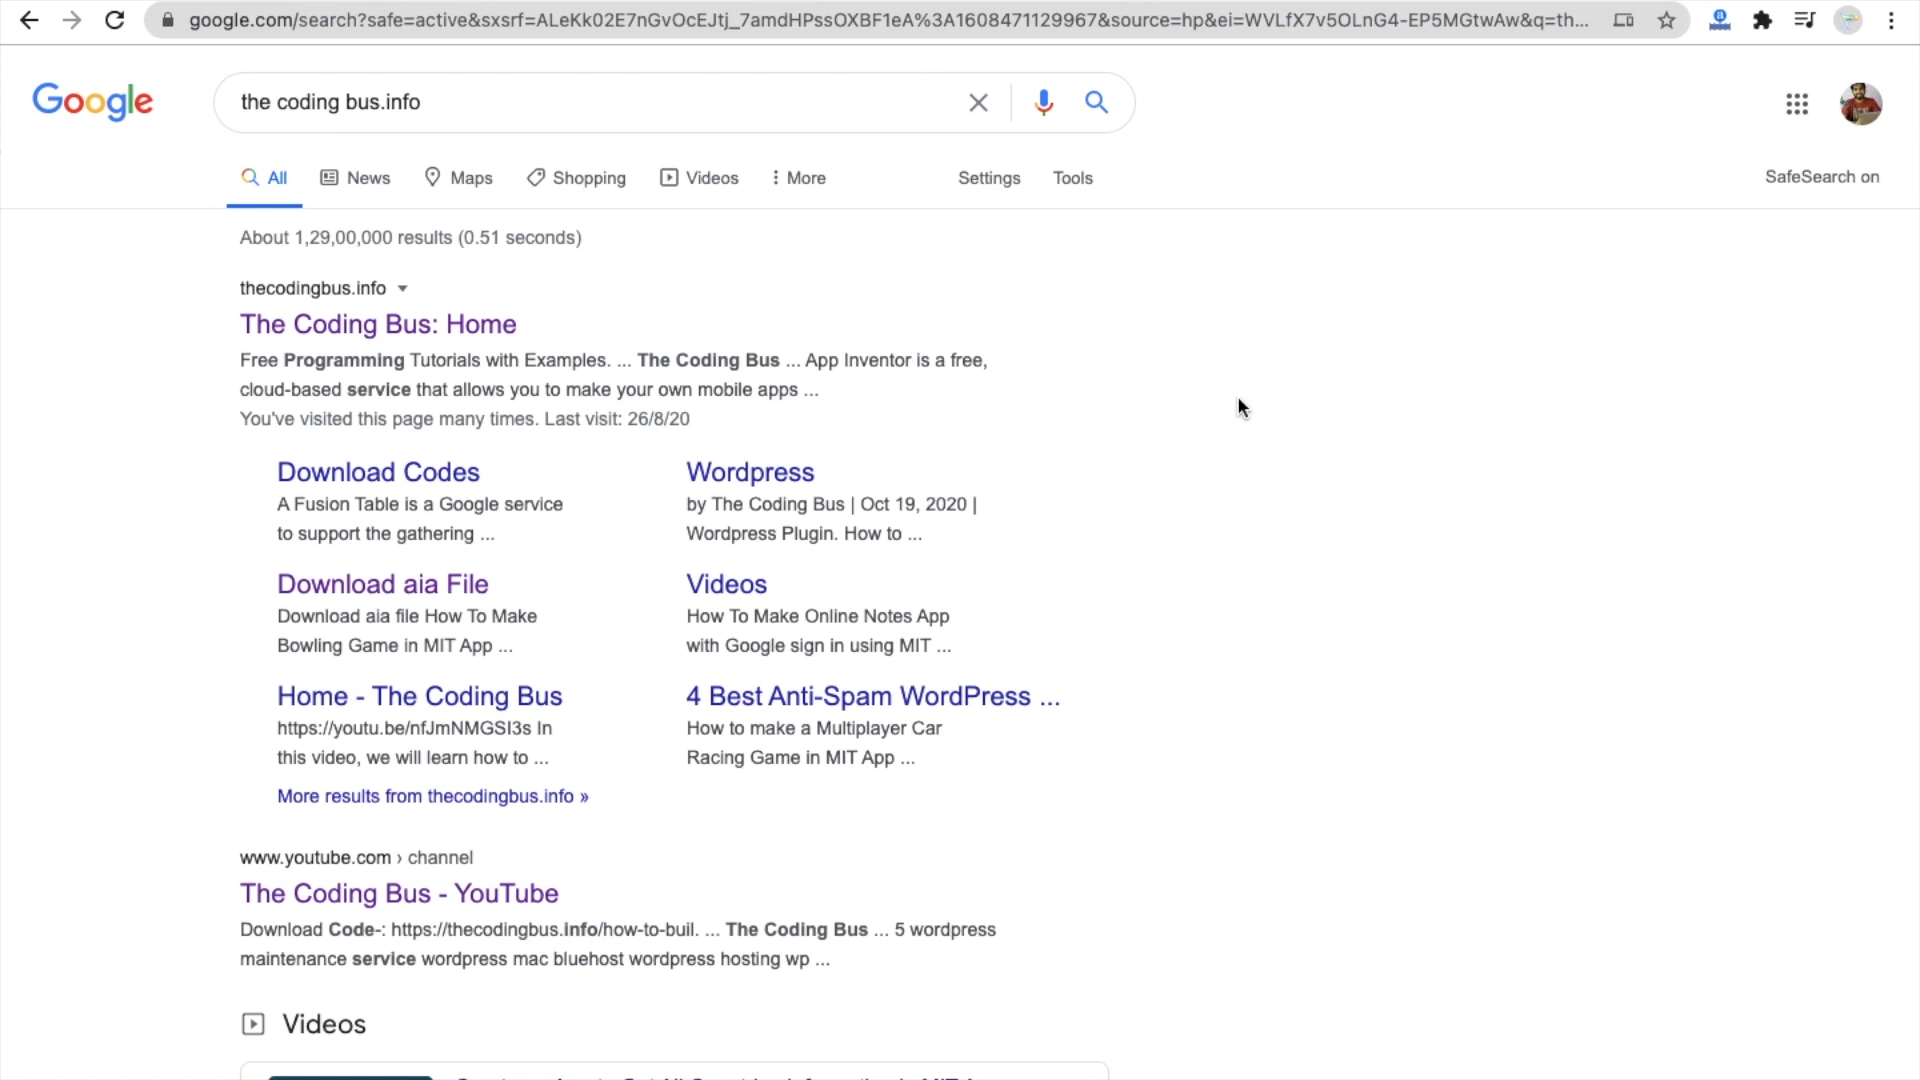 google.com/search?safe=active&sxsrf=ALeKk02E7nGvOcEJtj_7amdHPssOXBF1eA%3A1608471129967&source=hp&ei=WVLfX7v5OLnG4-EP5MGtwAw&q=th...
Google
the coding bus.info
All News Maps Shopping Videos More Settings Tools
SafeSearch on
About 1,29,00,000 results (0.51 seconds)
thecodingbus.info
The Coding Bus: Home
Free Programming Tutorials with Examples. ... The Coding Bus ... App Inventor is a free,
cloud-based service that allows you to make your own mobile apps ...
You've visited this page many times. Last visit: 26/8/20
Download Codes
A Fusion Table is a Google service
to support the gathering ...
Wordpress
by The Coding Bus | Oct 19, 2020 |
Wordpress Plugin. How to ...
Download aia File
Download aia file How To Make
Bowling Game in MIT App ...
Videos
How To Make Online Notes App
with Google sign in using MIT ...
Home - The Coding Bus
https://youtu.be/nfJmNMGSI3s In
this video, we will learn how to ...
4 Best Anti-Spam WordPress ...
How to make a Multiplayer Car
Racing Game in MIT App ...
More results from thecodingbus.info »
www.youtube.com › channel
The Coding Bus - YouTube
Download Code-: https://thecodingbus.info/how-to-buil. ... The Coding Bus ... 5 wordpress
maintenance service wordpress mac bluehost wordpress hosting wp ...
Videos